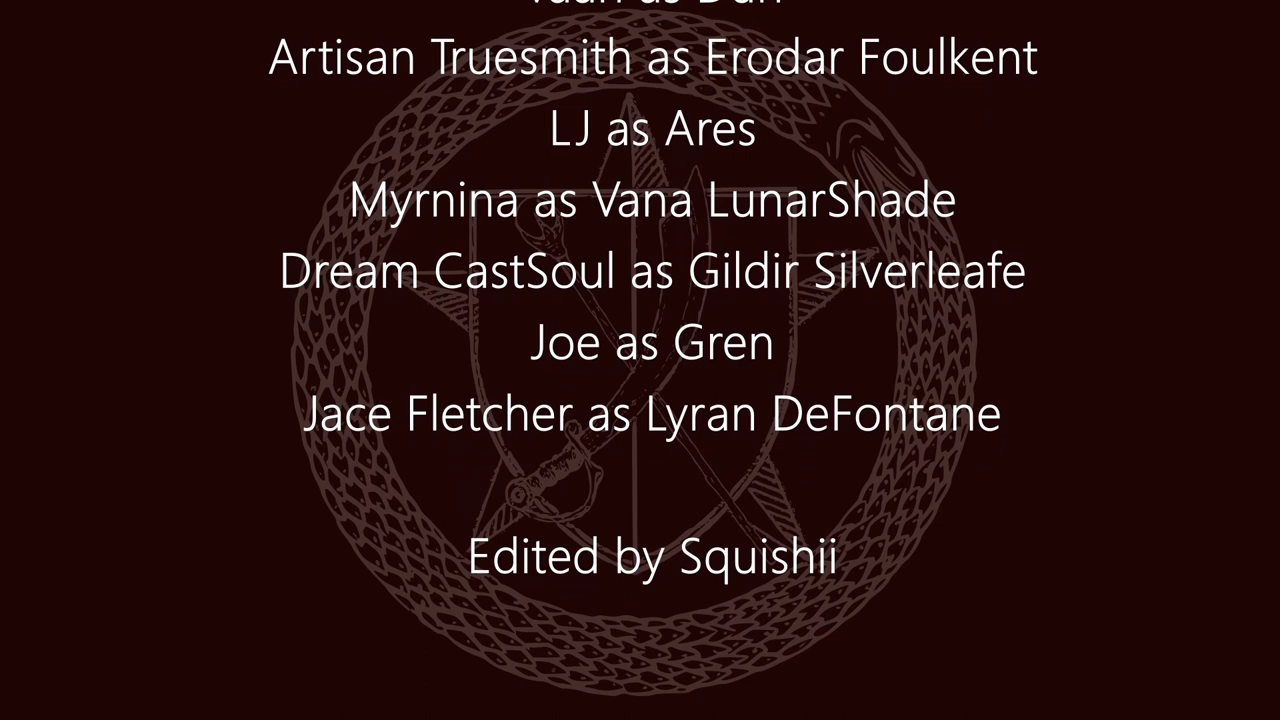 as
Artisan Truesmith as Erodar Foulkent
LJ as Ares
Myrnina as Vana LunarShade
Dream CastSoul as Gildir Silverleafe
Joe as Gren
Jace Fletcher as Lyran DeFontane
Edited by Squishii